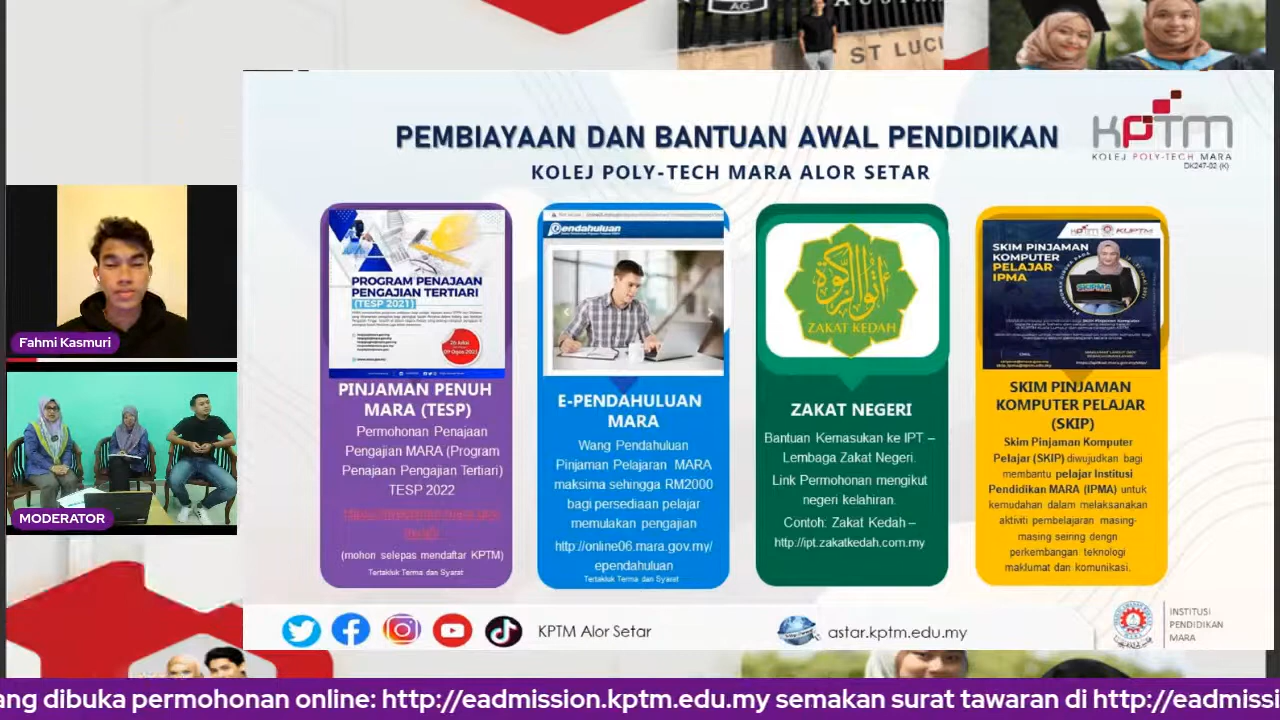 AC
ST LUCI
PEMBIAYAAN DAN BANTUAN AWAL PENDIDIKAN
KOLEJ POLY-TECH MARA ALOR SETAR
kPTM
KOLEJ POLY-TECH MARA
DK247-02 (K)
Fahmi Kasmuri
MODERATOR
PROGRAM PENAJAAN
PENGAJIAN TERTIARI
(TESP 2021)
PINJAMAN PENUH
MARA (TESP)
Permohonan Penajaan
Pengajian MARA (Program
Penajaan Pengajian Tertiari)
TESP 2022
(mohon selepas mendaftar KPTM)
Tertakluk Terma dan Syarat
Pendahuluan
E-PENDAHULUAN
MARA
Wang Pendahuluan
Pinjaman Pelajaran MARA
maksima sehingga RM2000
bagi persediaan pelajar
memulakan pengajian
http://online06.mara.gov.my/
ependahuluan
Tertakluk Terma dan Syarat
ZAKAT KEDAH
ZAKAT NEGERI
Bantuan Kemasukan ke IPT –
Lembaga Zakat Negeri.
Link Permohonan mengikut
negeri kelahiran.
Contoh: Zakat Kedah –
http://ipt.zakatkedah.com.my
SKIM PINJAMAN
KOMPUTER
PELAJAR
IPMA
SKIPMA
SKIM PINJAMAN
KOMPUTER PELAJAR
(SKIP)
Skim Pinjaman Komputer
Pelajar (SKIP) diwujudkan bagi
membantu pelajar Institusi
Pendidikan MARA (IPMA) untuk
kemudahan dalam melaksanakan
aktiviti pembelajaran masing-
masing seiring dengn
perkembangan teknologi
maklumat dan komunikasi.
KPTM Alor Setar
astar.kptm.edu.my
INSTITUSI
PENDIDIKAN
MARA
ang dibuka permohonan online: http://eadmission.kptm.edu.my semakan surat tawaran di http://eadmissi